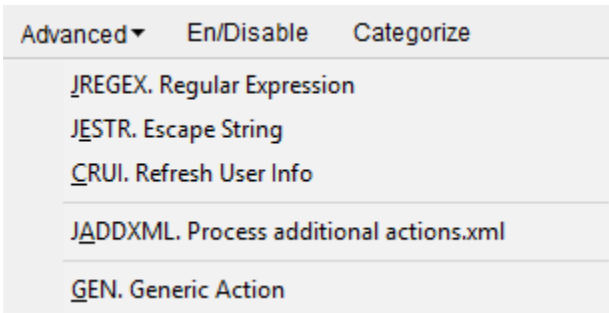 Advanced▼ En/Disable Categorize
JREGEX. Regular Expression
JESTR. Escape String
CRUI. Refresh User Info
JADDXML. Process additional actions.xml
GEN. Generic Action